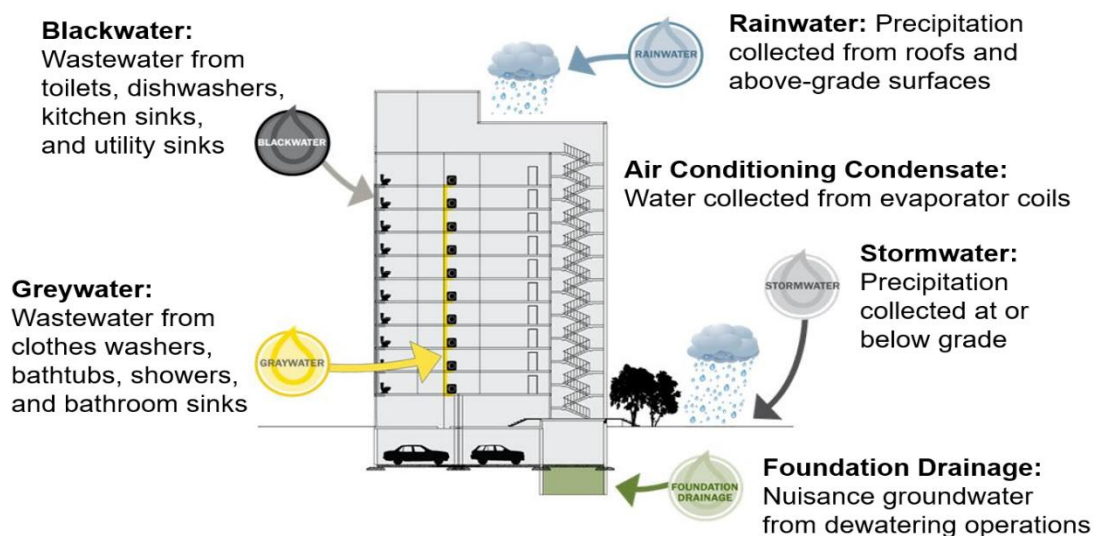 Blackwater:
Wastewater from
toilets, dishwashers,
kitchen sinks,
and utility sinks
BLACKWATER
Rainwater: Precipitation
collected from roofs and
above-grade surfaces
RAINWATER
Air Conditioning Condensate:
Water collected from evaporator coils
Stormwater:
Precipitation
collected at or
below grade
STORMWATER
Greywater:
Wastewater from
clothes washers,
bathtubs, showers,
and bathroom sinks
GRAYWATER
Foundation Drainage:
Nuisance groundwater
from dewatering operations
FOUNDATION
DRAINAGE